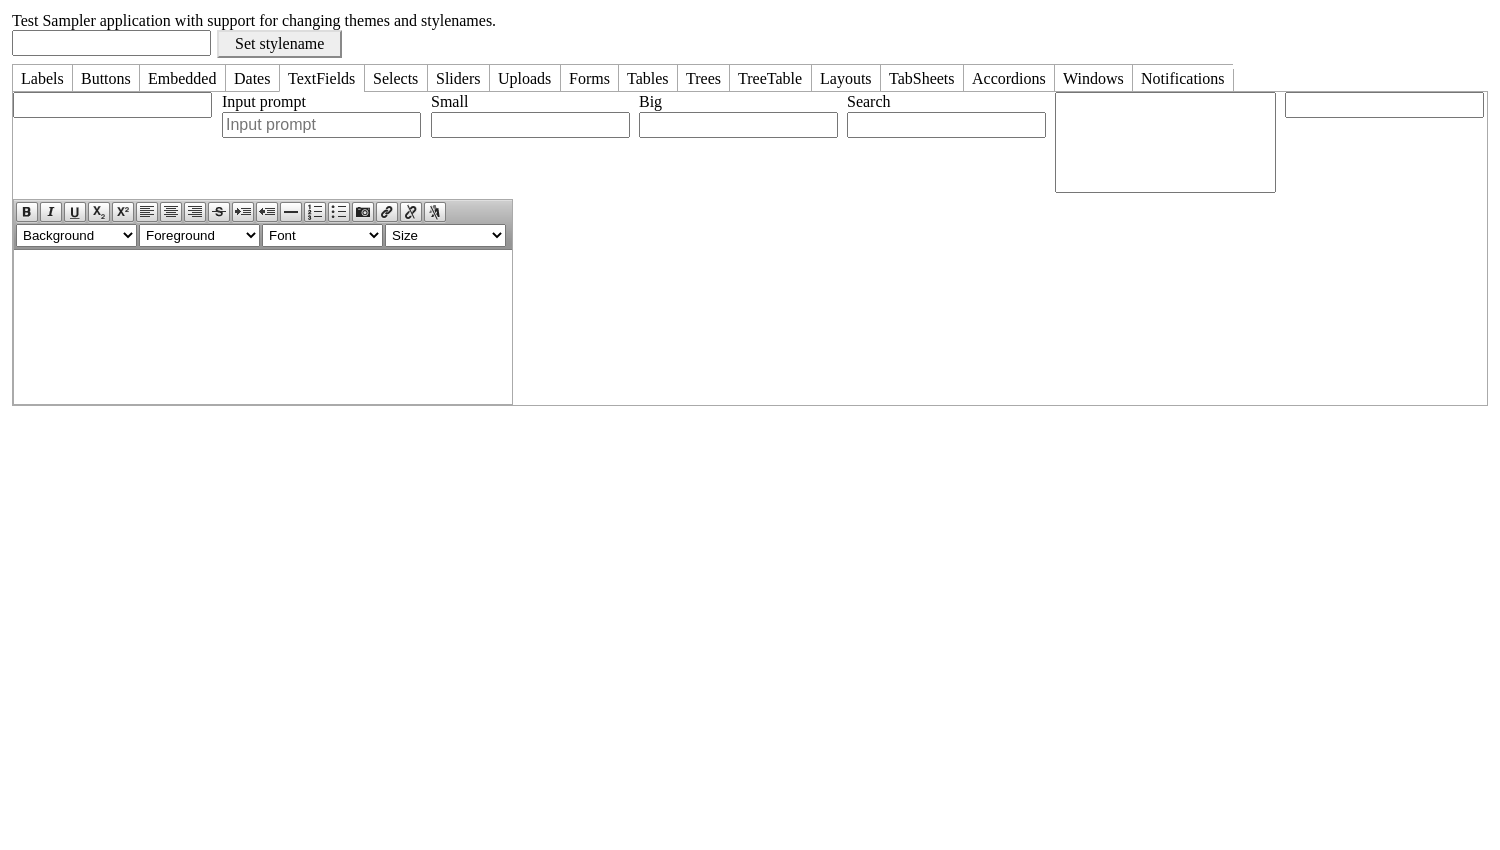 Test Sampler application with support for changing themes and stylenames.
Set stylename
Labels Buttons Embedded Dates TextFields Selects Sliders Uploads Forms Tables Trees TreeTable Layouts TabSheets Accordions Windows Notifications
Input prompt Small Big Search
Input prompt
B I U X2 X2 S
Background Foreground Font Size